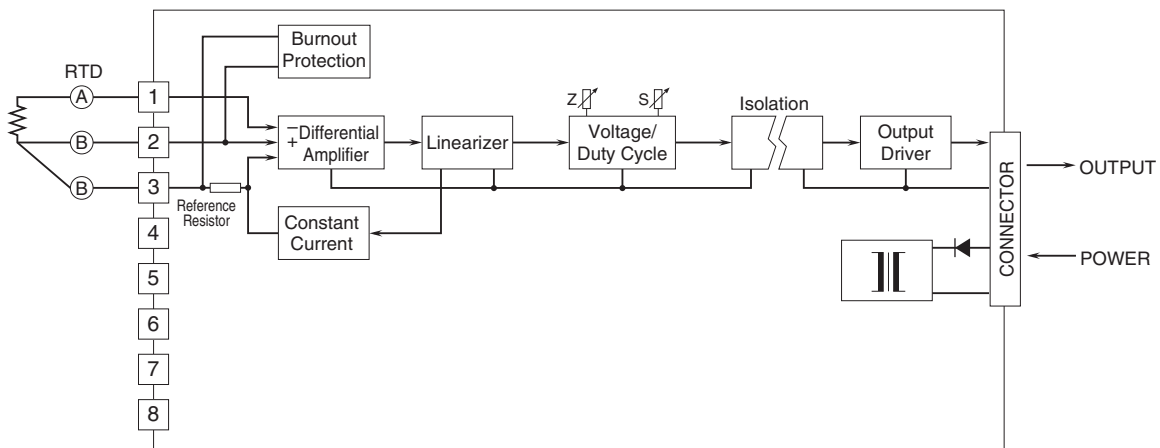 Burnout
Protection
RTD
A
1
B
2
B
3
4
5
6
7
8
Reference
Resistor
−
+
Differential
Amplifier
Constant
Current
Linearizer
Z
S
Voltage/
Duty Cycle
Isolation
Output
Driver
CONNECTOR
OUTPUT
POWER